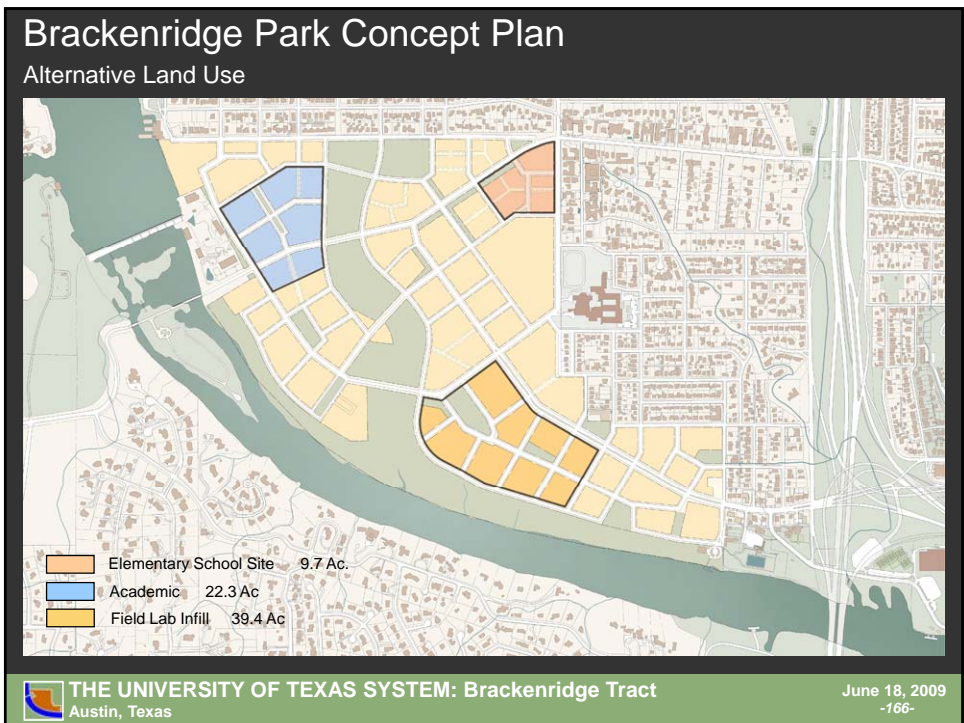 Brackenridge Park Concept Plan
Alternative Land Use
Elementary School Site 9.7 Ac.
Academic 22.3 Ac
Field Lab Infill 39.4 Ac
THE UNIVERSITY OF TEXAS SYSTEM: Brackenridge Tract
Austin, Texas
June 18, 2009
-166-